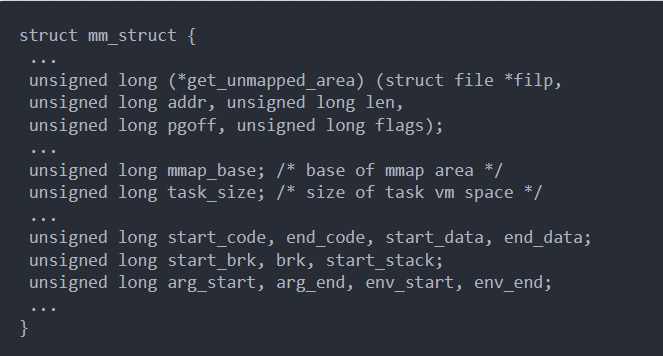 struct mm_struct {
...
unsigned long (*get_unmapped_area) (struct file *filp,
unsigned long addr, unsigned long len,
unsigned long pgoff, unsigned long flags);
...
unsigned long mmap_base; /* base of mmap area */
unsigned long task_size; /* size of task vm space */
...
unsigned long start_code, end_code, start_data, end_data;
unsigned long start_brk, brk, start_stack;
unsigned long arg_start, arg_end, env_start, env_end;
...
}